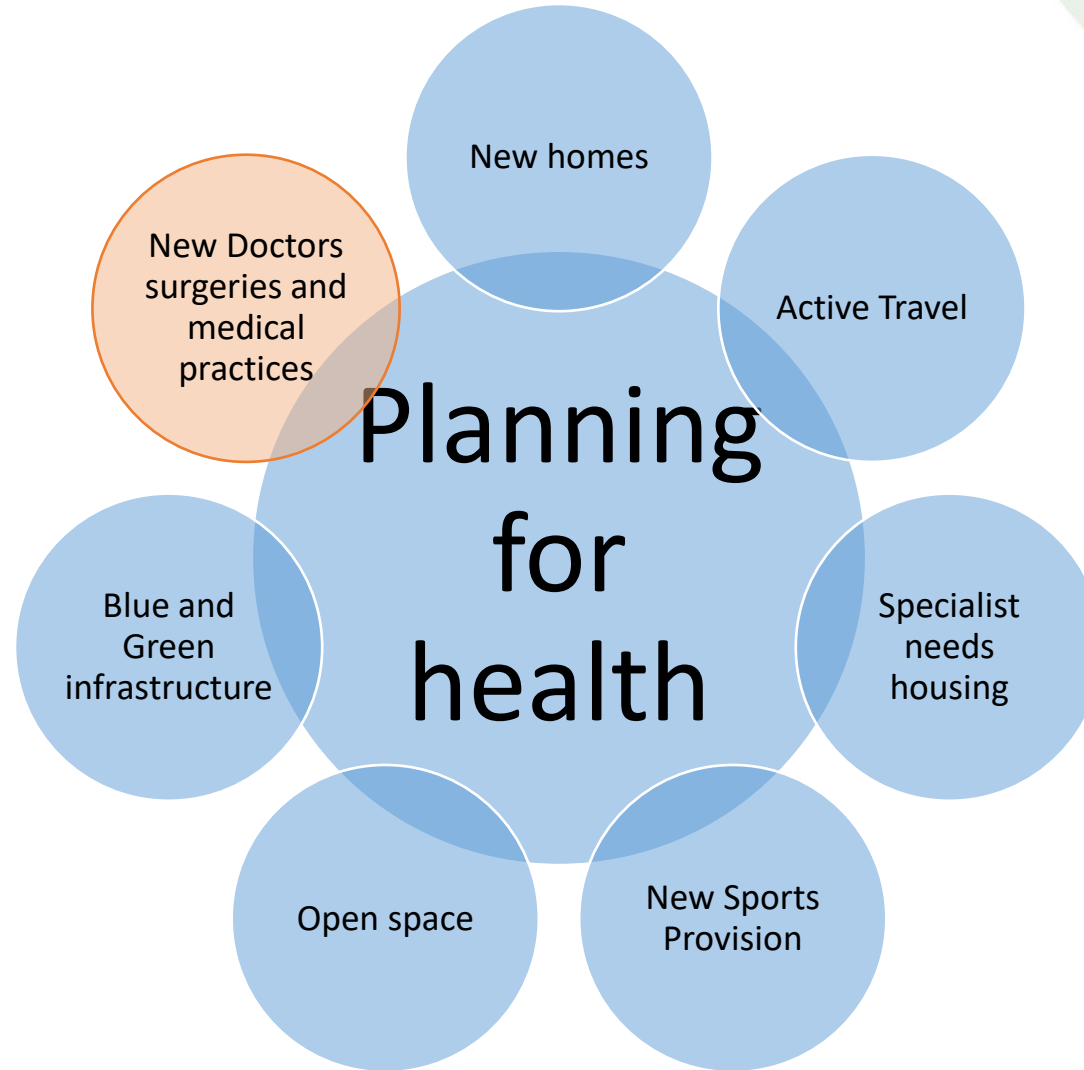 New homes
Active Travel
Specialist
needs
housing
New Sports
Provision
Open space
Blue and
Green
infrastructure
New Doctors
surgeries and
medical
practices
Planning
for
health